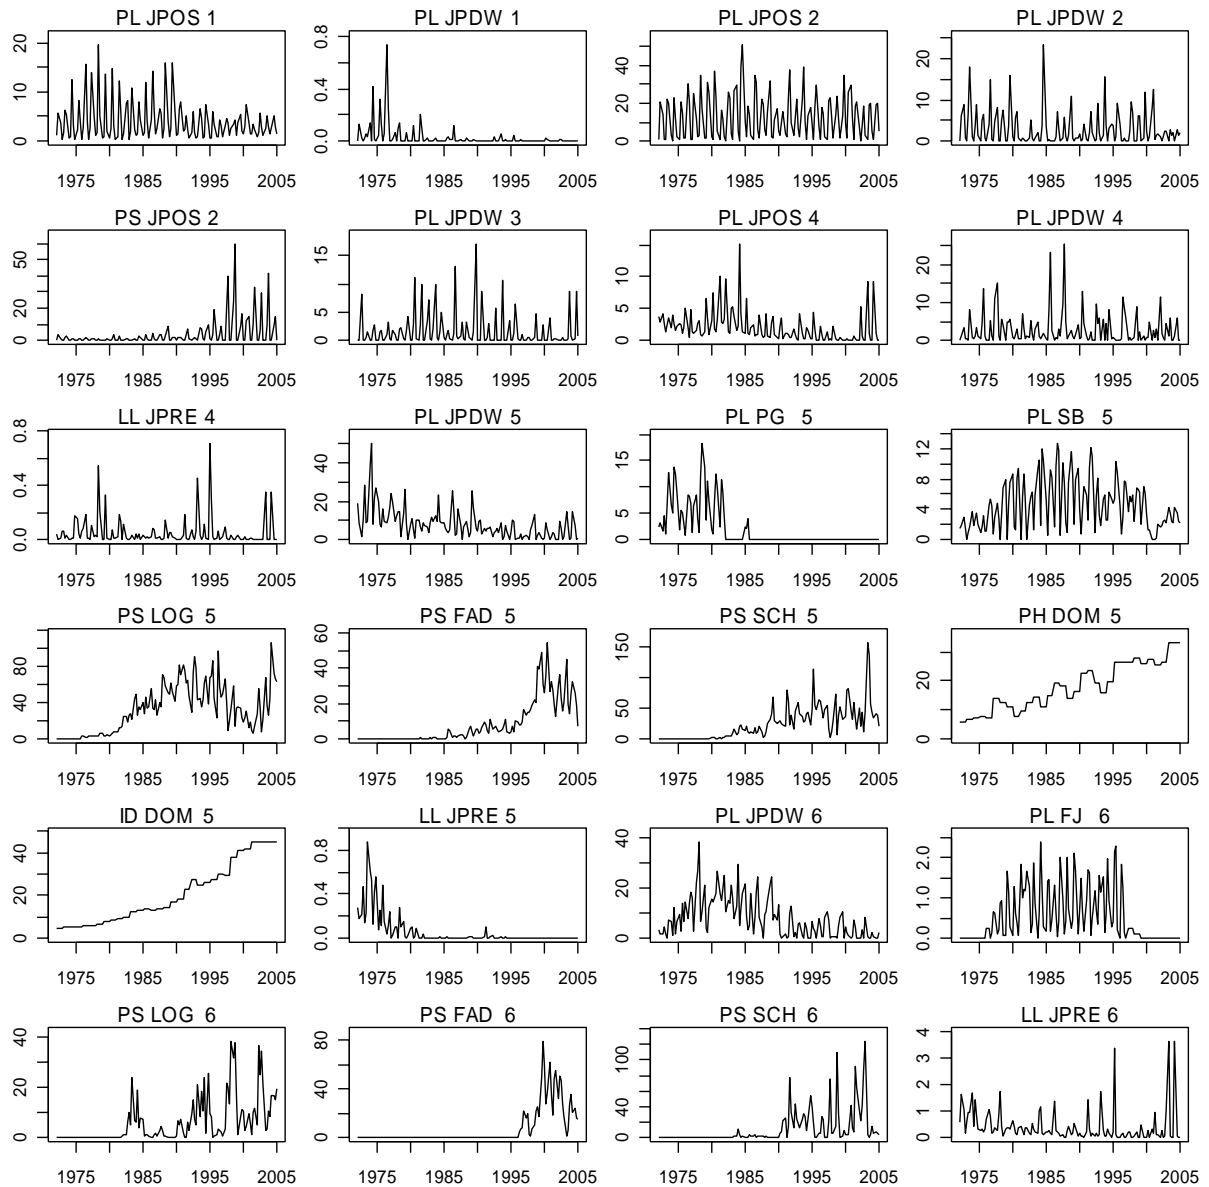 PL JPOS 1
20
10
5
0
1975 1985 1995 2005
PL JPDW 1
0.8
0.4
0.0
1975 1985 1995 2005
PL JPOS 2
40
20
0
1975 1985 1995 2005
PL JPDW 2
20
10
0
1975 1985 1995 2005
PS JPOS 2
50
20
0
1975 1985 1995 2005
PL JPDW 3
15
5
0
1975 1985 1995 2005
PL JPOS 4
10
5
0
1975 1985 1995 2005
PL JPDW 4
20
10
0
1975 1985 1995 2005
LL JPRE 4
0.8
0.4
0.0
1975 1985 1995 2005
PL JPDW 5
40
20
0
1975 1985 1995 2005
PL PG 5
15
5
0
1975 1985 1995 2005
PL SB 5
12
8
4
0
1975 1985 1995 2005
PS LOG 5
80
40
0
1975 1985 1995 2005
PS FAD 5
60
40
20
0
1975 1985 1995 2005
PS SCH 5
150
50
0
1975 1985 1995 2005
PH DOM 5
20
0
1975 1985 1995 2005
ID DOM 5
40
20
0
1975 1985 1995 2005
LL JPRE 5
0.8
0.4
0.0
1975 1985 1995 2005
PL JPDW 6
40
20
0
1975 1985 1995 2005
PL FJ 6
2.0
1.0
0.0
1975 1985 1995 2005
PS LOG 6
40
20
0
1975 1985 1995 2005
PS FAD 6
80
40
0
1975 1985 1995 2005
PS SCH 6
100
40
0
1975 1985 1995 2005
LL JPRE 6
4
3
2
1
0
1975 1985 1995 2005